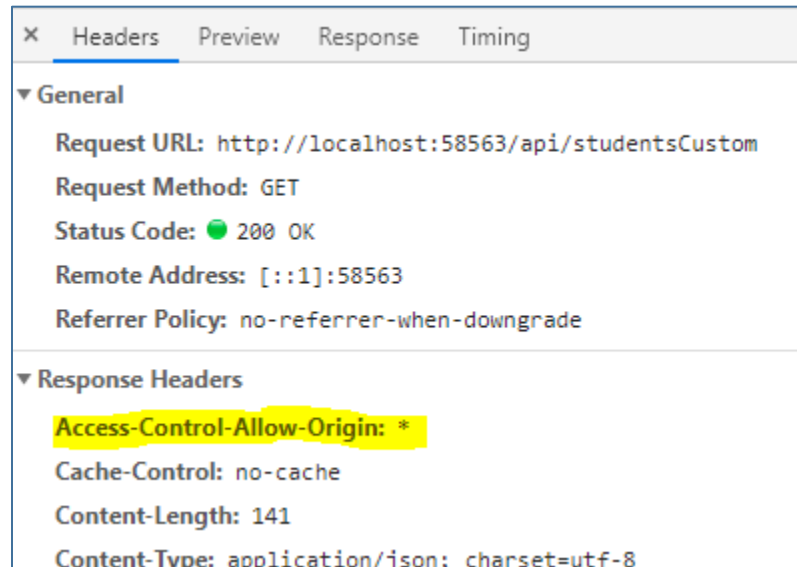 × Headers Preview Response Timing
▼ General
Request URL: http://localhost:58563/api/studentsCustom
Request Method: GET
Status Code: 200 OK
Remote Address: [::1]:58563
Referrer Policy: no-referrer-when-downgrade
▼ Response Headers
Access-Control-Allow-Origin: *
Cache-Control: no-cache
Content-Length: 141
Content-Type: application/json; charset=utf-8